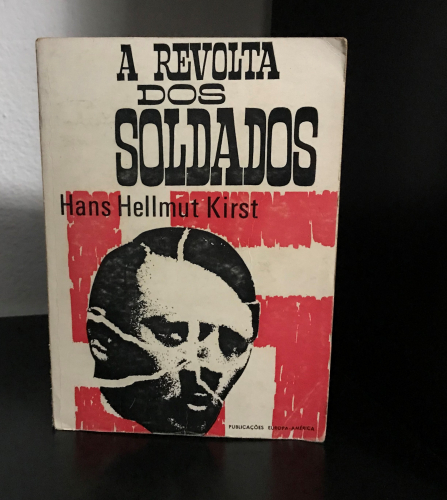 A REVOLTA
DOS
SOLDADOS
Hans Hellmut Kirst
PUBLICAÇÕES EUROPA-AMÉRICA